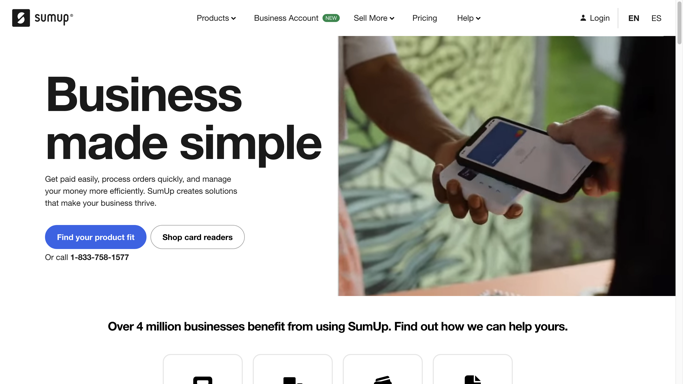 sumup®
Products
Business Account NEW
Sell More
Pricing
Help
Login
EN
ES
Business
made simple
Get paid easily, process orders quickly, and manage
your money more efficiently. SumUp creates solutions
that make your business thrive.
Find your product fit
Shop card readers
Or call 1-833-758-1577
Over 4 million businesses benefit from using SumUp. Find out how we can help yours.